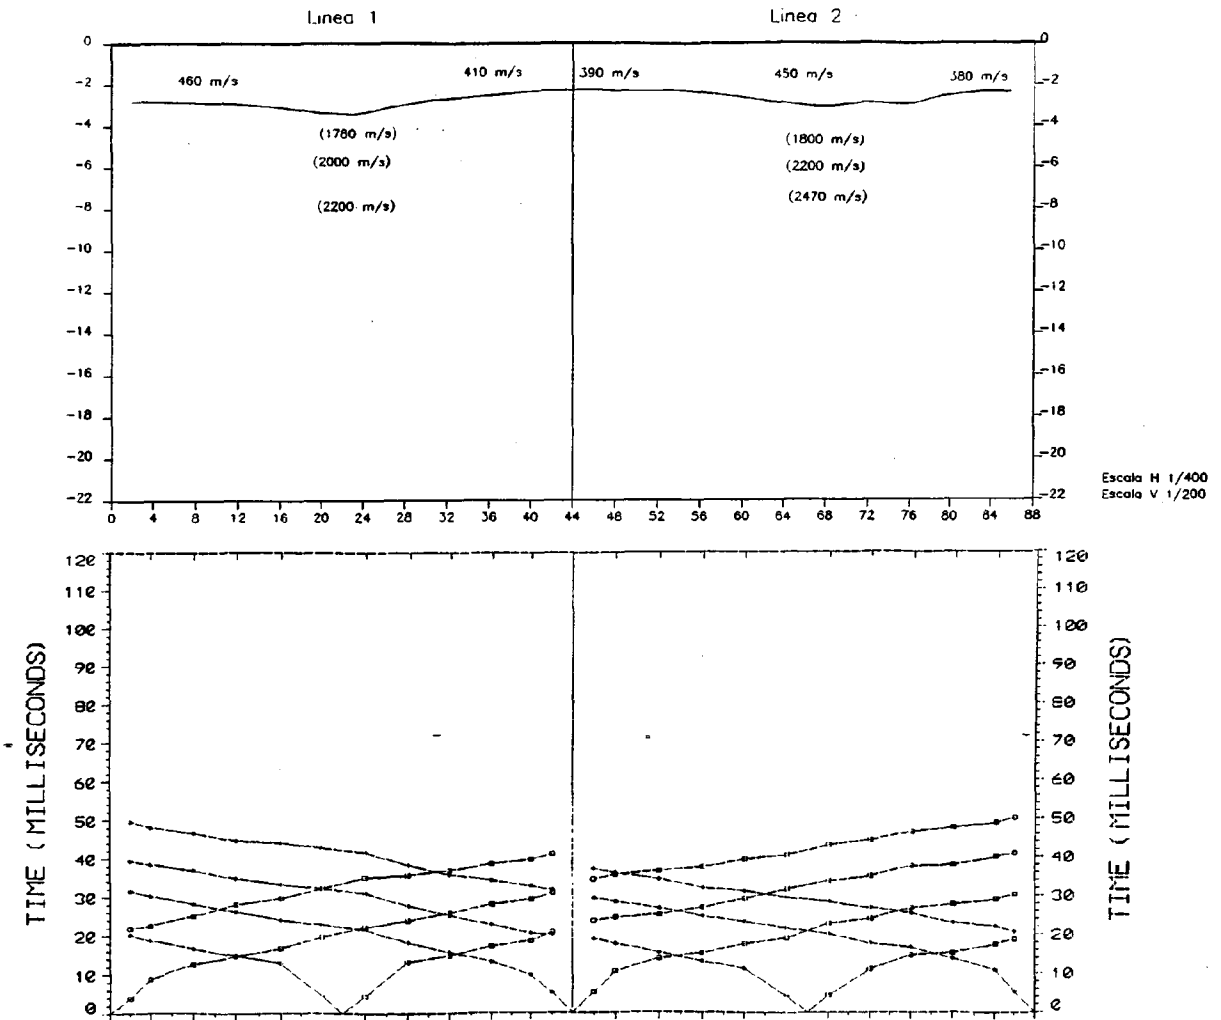 Linea 1 Linea 2
0 0
460 m/s 410 m/s 390 m/s 450 m/s 380 m/s
-2 -2
-4 (1780 m/s) (1800 m/s) -4
-6 (2000 m/s) (2200 m/s) -6
-8 (2200 m/s) (2470 m/s) -8
-10 -10
-12 -12
-14 -14
-16 -16
-18 -18
-20 -20
-22 -22
Escala H 1/400
Escala V 1/200
0 4 8 12 16 20 24 28 32 36 40 44 48 52 56 60 64 68 72 76 80 84 88
120 120
110 110
100 100
90 90
80 80
70 70
60 60
50 50
40 40
30 30
20 20
10 10
0 0
TIME (MILLISECONDS)
TIME (MILLISECONDS)